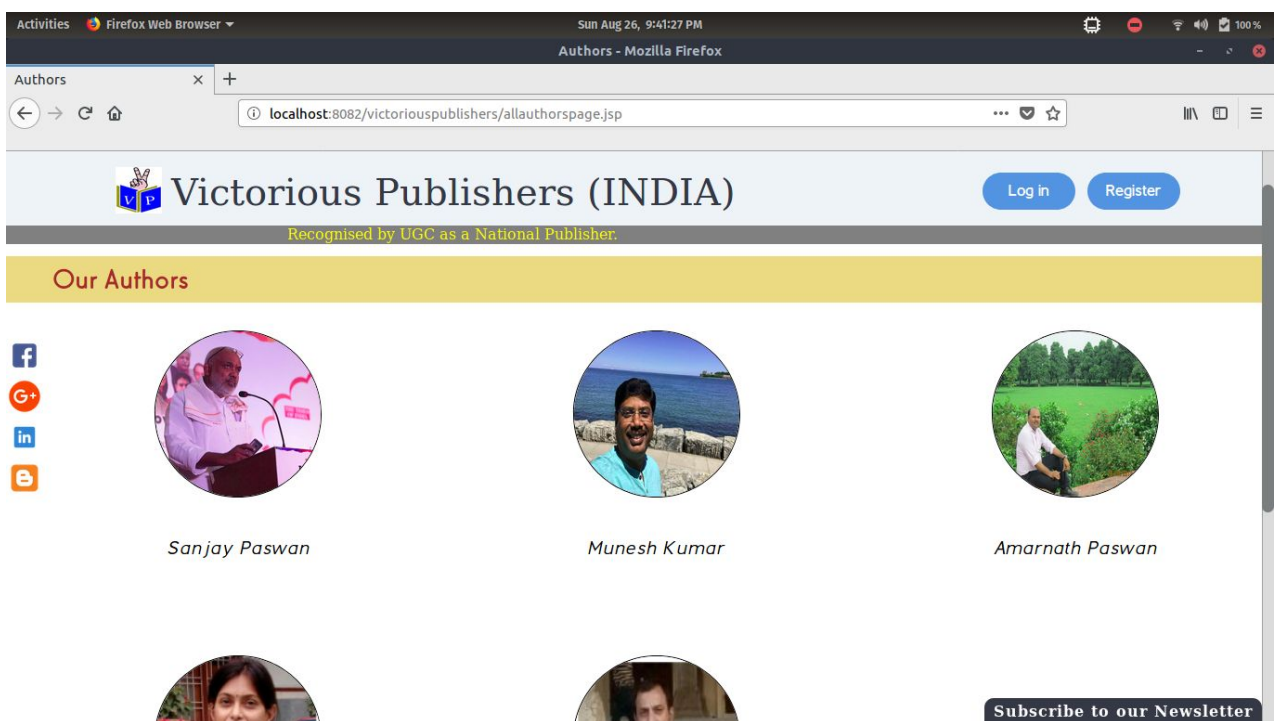 Activities Firefox Web Browser Sun Aug 26, 9:41:27 PM 100 %
Authors - Mozilla Firefox
Authors
localhost:8082/victoriouspublishers/allauthorspage.jsp
V P
Victorious Publishers (INDIA)
Log in Register
Recognised by UGC as a National Publisher.
Our Authors
f
G+
in
B
Sanjay Paswan Munesh Kumar Amarnath Paswan
Subscribe to our Newsletter